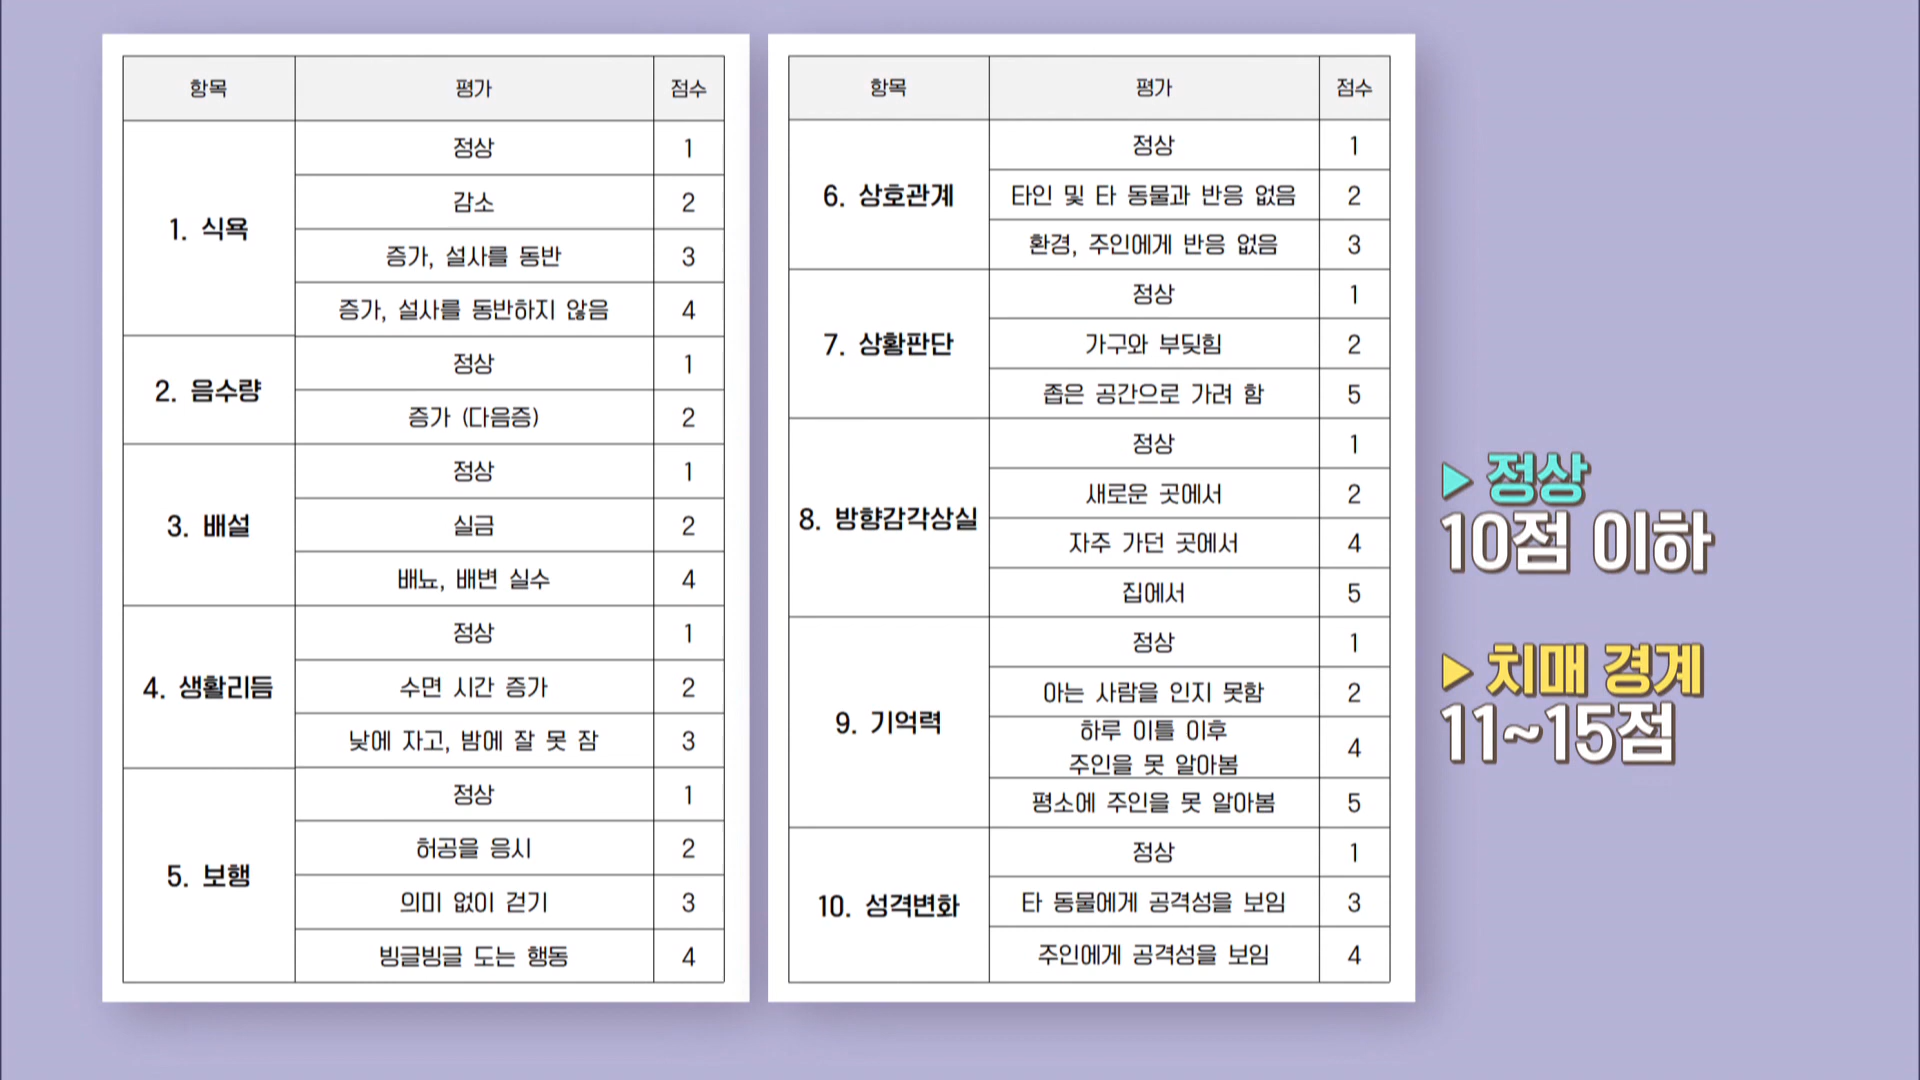 항목 평가 점수
1. 식욕
정상 1
감소 2
증가, 설사를 동반 3
증가, 설사를 동반하지 않음 4
2. 음수량
정상 1
증가 (다음증) 2
3. 배설
정상 1
실금 2
배뇨, 배변 실수 4
4. 생활리듬
정상 1
수면 시간 증가 2
낮에 자고, 밤에 잘 못 잠 3
5. 보행
정상 1
허공을 응시 2
의미 없이 걷기 3
빙글빙글 도는 행동 4
항목 평가 점수
6. 상호관계
정상 1
타인 및 타 동물과 반응 없음 2
환경, 주인에게 반응 없음 3
7. 상황판단
정상 1
가구와 부딪힘 2
좁은 공간으로 가려 함 5
8. 방향감각상실
정상 1
새로운 곳에서 2
자주 가던 곳에서 4
집에서 5
9. 기억력
정상 1
아는 사람을 인지 못함 2
하루 이틀 이후
주인을 못 알아봄 4
평소에 주인을 못 알아봄 5
10. 성격변화
정상 1
타 동물에게 공격성을 보임 3
주인에게 공격성을 보임 4
▶ 정상
10점 이하
▶ 치매 경계
11~15점